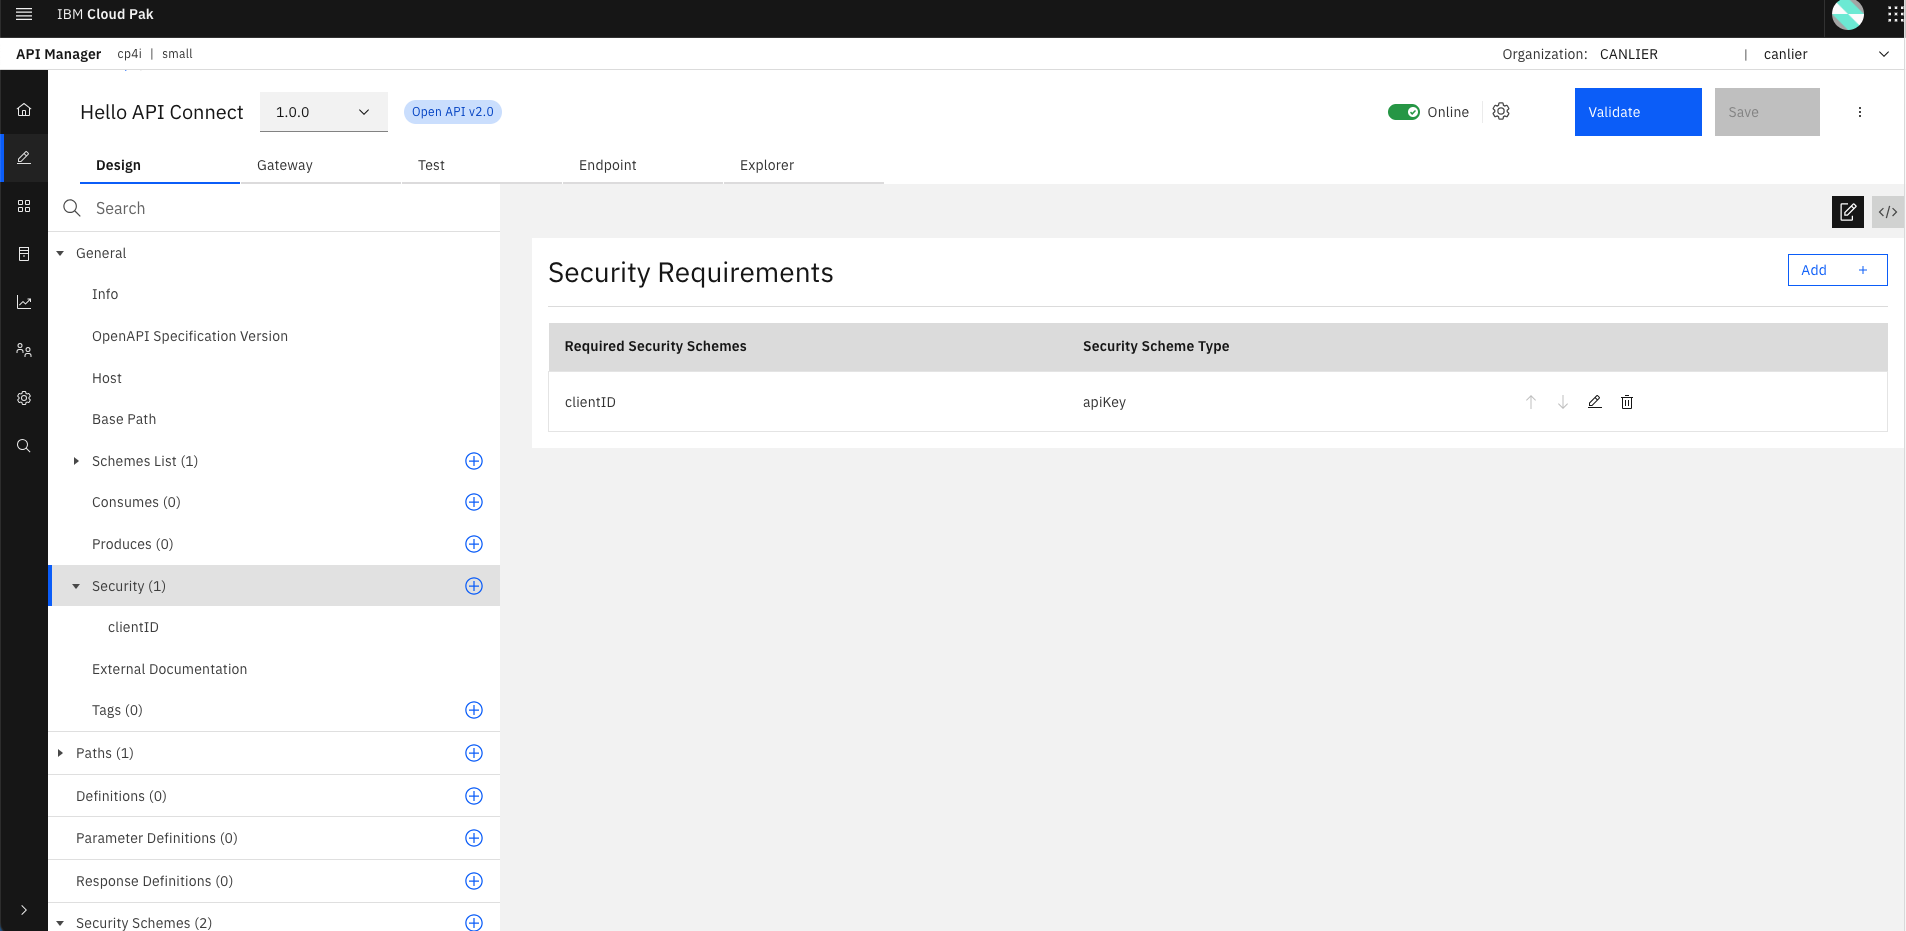 IBM Cloud Pak
API Manager cp4i | small Organization: CANLIER | canlier
Hello API Connect 1.0.0 Open API v2.0 Online Validate Save
Design Gateway Test Endpoint Explorer
Search
</>
General
Security Requirements
Add +
Info
OpenAPI Specification Version
Required Security Schemes Security Scheme Type
Host
clientID apiKey
Base Path
Schemes List (1)
Consumes (0)
Produces (0)
Security (1)
clientID
External Documentation
Tags (0)
Paths (1)
Definitions (0)
Parameter Definitions (0)
Response Definitions (0)
Security Schemes (2)